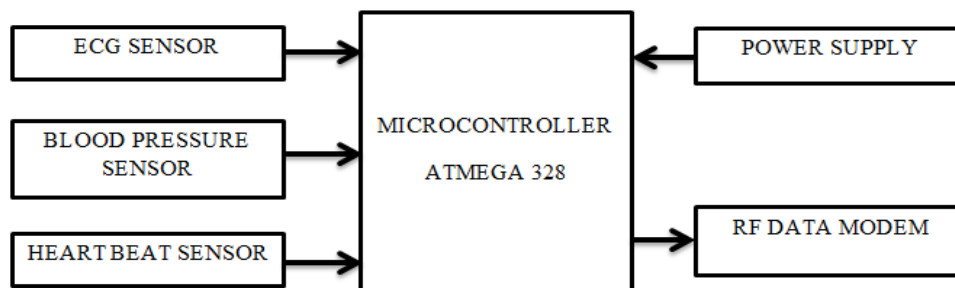 ECG SENSOR
BLOOD PRESSURE
SENSOR
HEART BEAT SENSOR
MICROCONTROLLER
ATMEGA 328
POWER SUPPLY
RF DATA MODEM